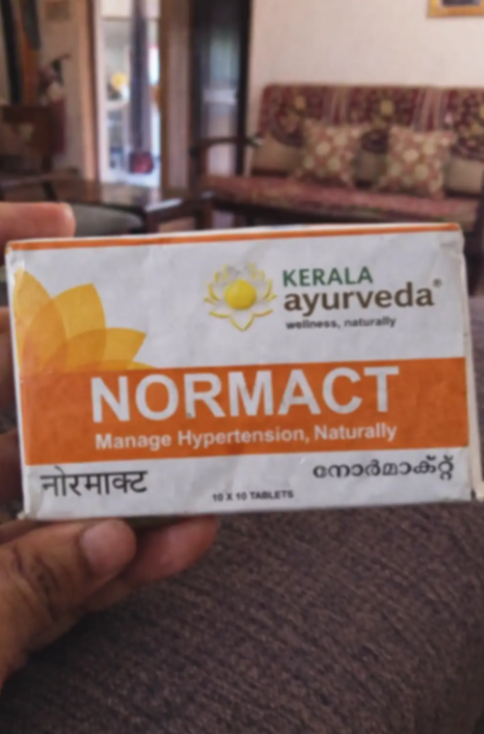 KERALA
ayurveda®
wellness, naturally
NORMACT
Manage Hypertension, Naturally
नोरमाक्ट
നോർമാക്റ്റ്
10 X 10 TABLETS